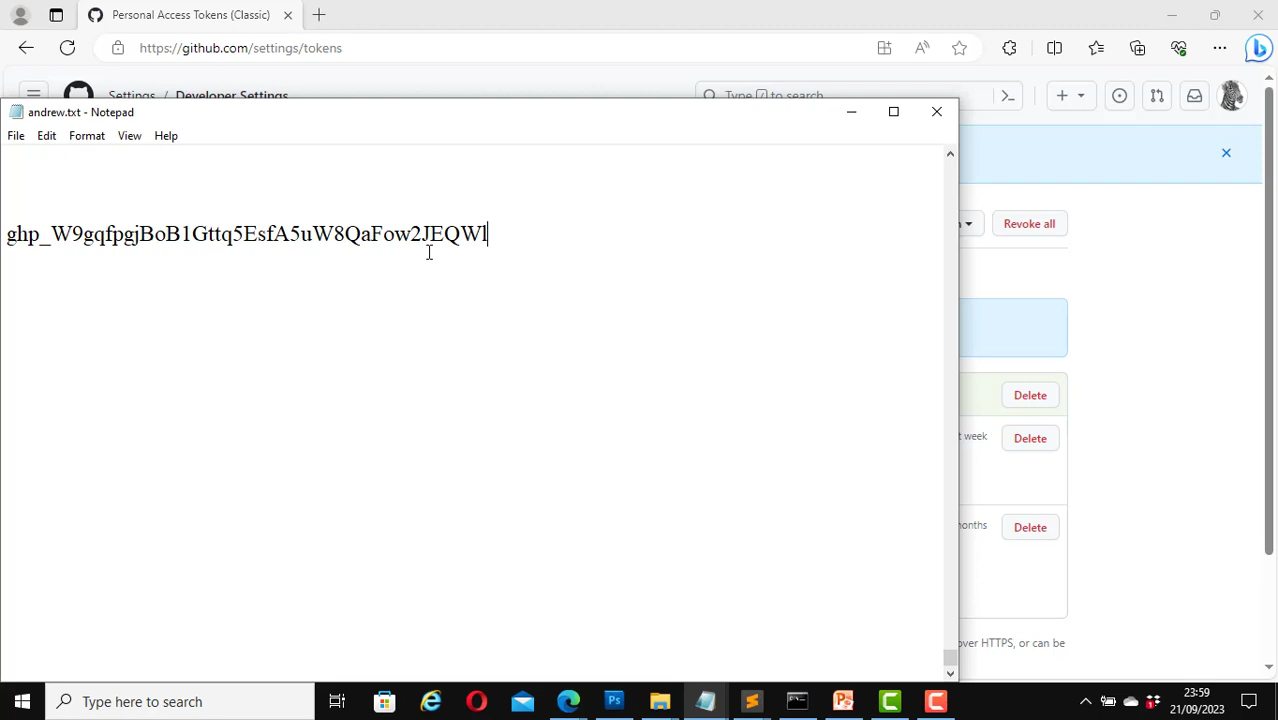 Personal Access Tokens (Classic)
https://github.com/settings/tokens
Settings / Developer Settings
Type / to search
andrew.txt - Notepad
File Edit Format View Help
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
Revoke all
Delete
week
Delete
months
Delete
over HTTPS, or can be
Type here to search
Ps
23:59
21/09/2023